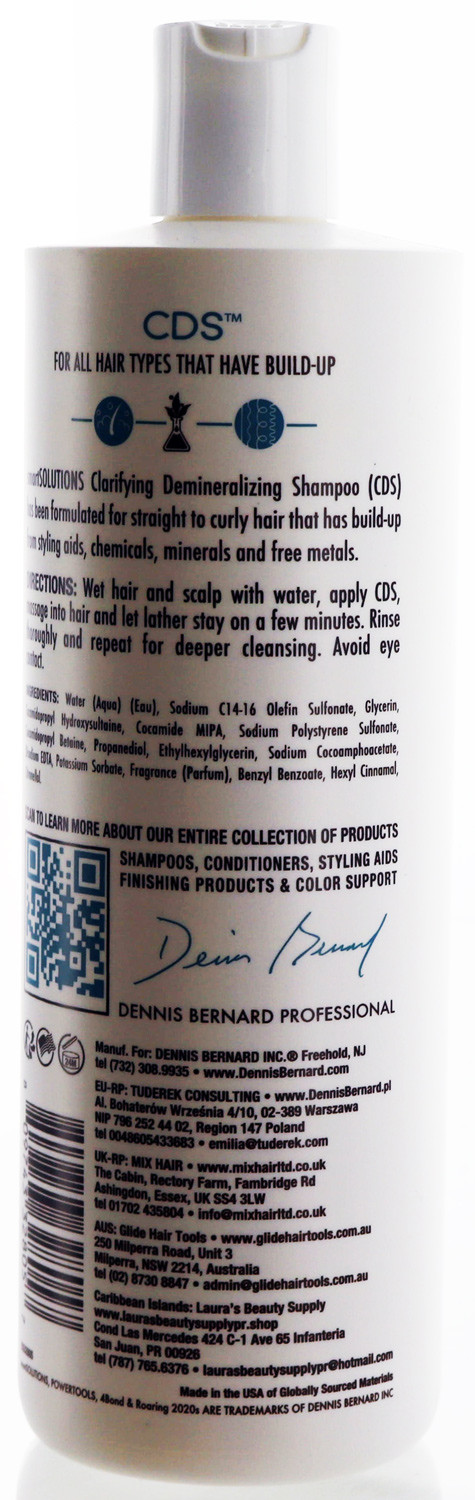 CDS™
FOR ALL HAIR TYPES THAT HAVE BUILD-UP
SOLUTIONS Clarifying Demineralizing Shampoo (CDS)
been formulated for straight to curly hair that has build-up
styling aids, chemicals, minerals and free metals.
Wet hair and scalp with water, apply CDS,
into hair and let lather stay on a few minutes. Rinse
and repeat for deeper cleansing. Avoid eye
Water (Aqua) (Eau), Sodium C14-16 Olefin Sulfonate, Glycerin,
Hydroxysultaine, Cocamide MIPA, Sodium Polystyrene Sulfonate,
Betaine, Propanediol, Ethylhexylglycerin, Sodium Cocoamphoacetate,
EDTA, Potassium Sorbate, Fragrance (Parfum), Benzyl Benzoate, Hexyl Cinnamal,
TO LEARN MORE ABOUT OUR ENTIRE COLLECTION OF PRODUCTS
SHAMPOOS, CONDITIONERS, STYLING AIDS
FINISHING PRODUCTS & COLOR SUPPORT
DENNIS BERNARD PROFESSIONAL
24M
Manuf. For: DENNIS BERNARD INC.® Freehold, NJ
tel (732) 308.9935 • www.DennisBernard.com
EU-RP: TUDEREK CONSULTING • www.DennisBernard.pl
Al. Bohaterów Września 4/10, 02-389 Warszawa
NIP 796 252 44 02, Region 147 Poland
tel 0048605433683 • emilia@tuderek.com
UK-RP: MIX HAIR • www.mixhairltd.co.uk
The Cabin, Rectory Farm, Fambridge Rd
Ashingdon, Essex, UK SS4 3LW
tel 01702 435804 • info@mixhairltd.co.uk
AUS: Glide Hair Tools • www.glidehairtools.com.au
250 Milperra Road, Unit 3
Milperra, NSW 2214, Australia
tel (02) 8730 8847 • admin@glidehairtools.com.au
Caribbean Islands: Laura's Beauty Supply
www.laurasbeautysupplypr.shop
Cond Las Mercedes 424 C-1 Ave 65 Infanteria
San Juan, PR 00926
tel (787) 765.6376 • laurasbeautysupplypr@hotmail.com
Made in the USA of Globally Sourced Materials
POWERTOOLS, 4Bond & Roaring 2020s ARE TRADEMARKS OF DENNIS BERNARD INC